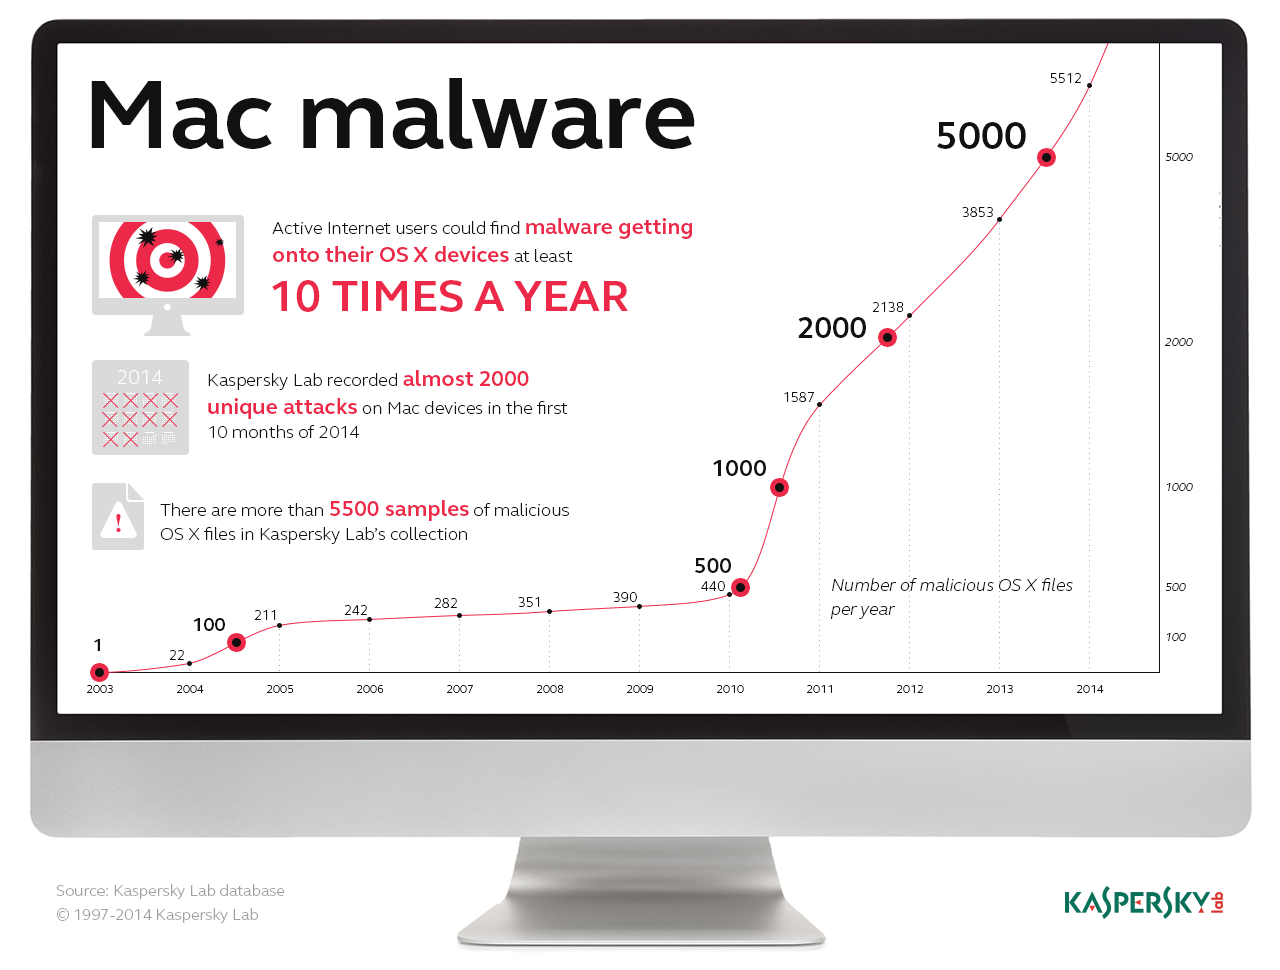 Mac malware
Active Internet users could find malware getting
onto their OS X devices at least
10 TIMES A YEAR
2014
Kaspersky Lab recorded almost 2000
unique attacks on Mac devices in the first
10 months of 2014
!
There are more than 5500 samples of malicious
OS X files in Kaspersky Lab's collection
1
22
100
211
242
282
351
390
440
500
1000
1587
2000
2138
3853
5000
5512
Number of malicious OS X files
per year
5000
2000
1000
500
100
2003 2004 2005 2006 2007 2008 2009 2010 2011 2012 2013 2014
Source: Kaspersky Lab database
© 1997-2014 Kaspersky Lab
KASPERSKY lab